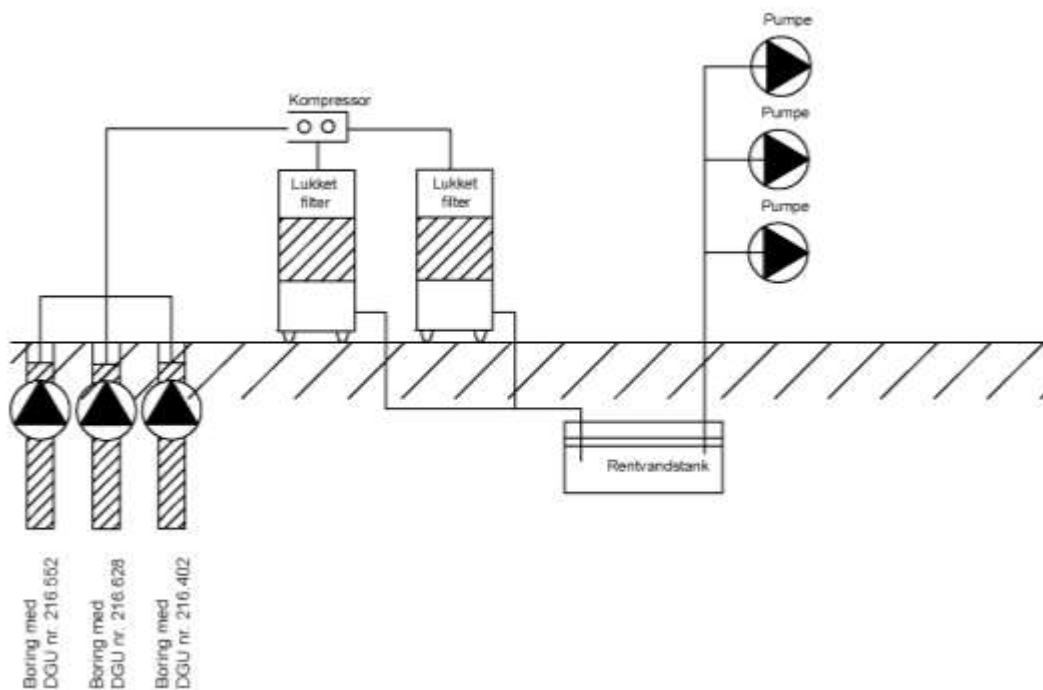 Pumpe
Kompressor
Pumpe
Lukket
filter
Lukket
filter
Pumpe
Rentvandstank
Boring med
DGU nr. 216.552
Boring med
DGU nr. 216.628
Boring med
DGU nr. 216.402